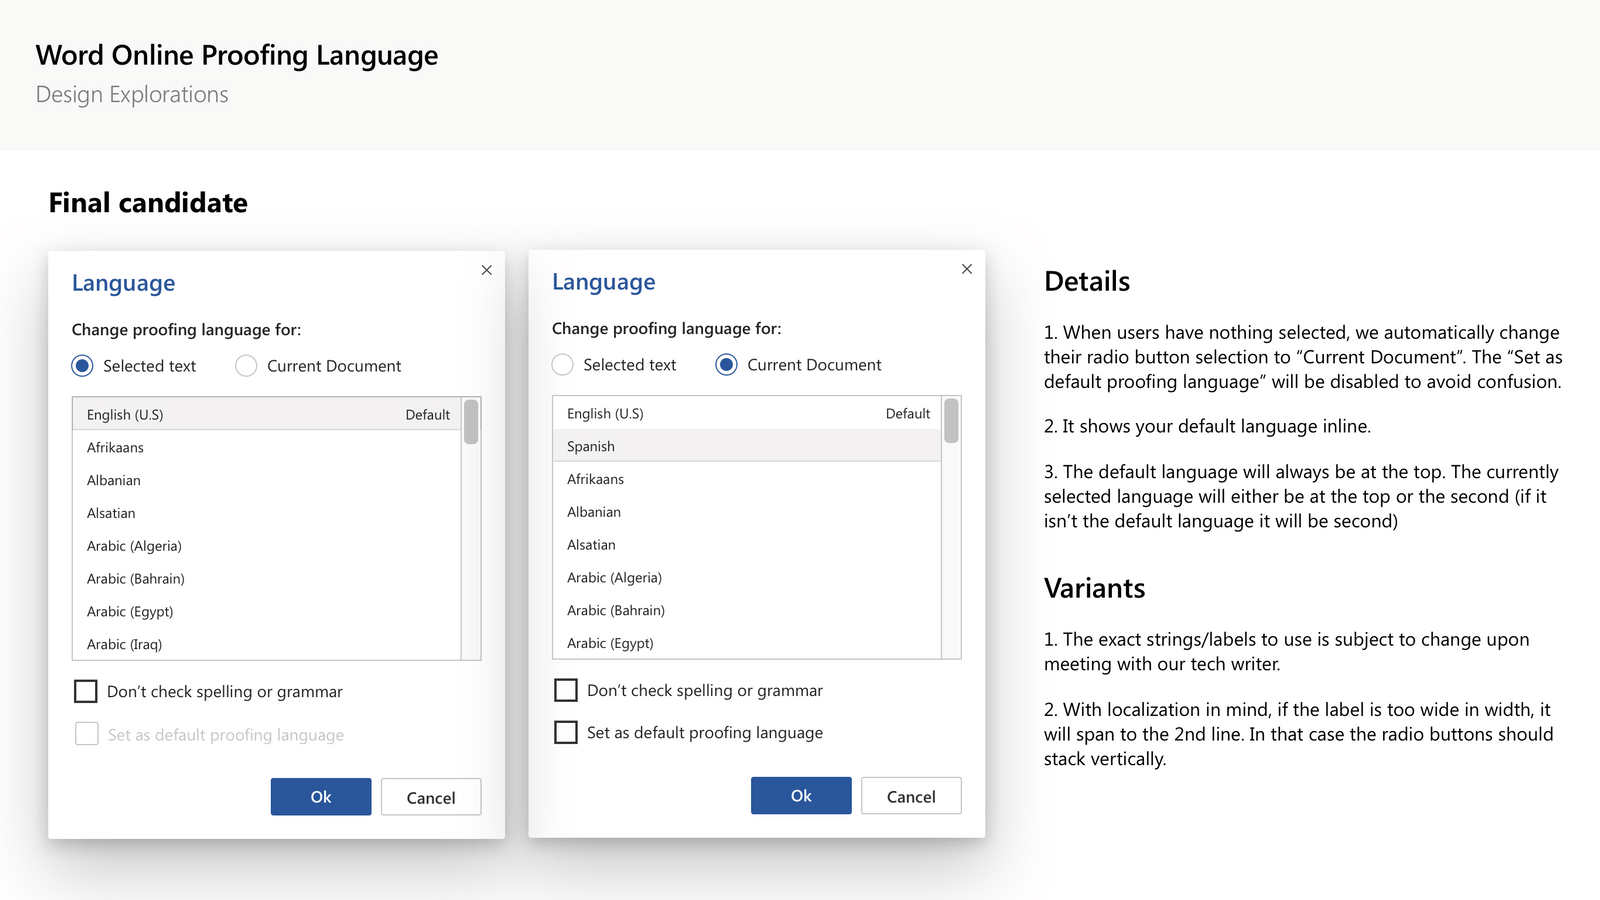 Word Online Proofing Language
Design Explorations
Final candidate
Language
Change proofing language for:
Selected text
Current Document
English (U.S) Default
Afrikaans
Albanian
Alsatian
Arabic (Algeria)
Arabic (Bahrain)
Arabic (Egypt)
Arabic (Iraq)
Don’t check spelling or grammar
Set as default proofing language
Ok
Cancel
Language
Change proofing language for:
Selected text
Current Document
English (U.S) Default
Spanish
Afrikaans
Albanian
Alsatian
Arabic (Algeria)
Arabic (Bahrain)
Arabic (Egypt)
Don’t check spelling or grammar
Set as default proofing language
Ok
Cancel
Details
1. When users have nothing selected, we automatically change
their radio button selection to “Current Document”. The “Set as
default proofing language” will be disabled to avoid confusion.
2. It shows your default language inline.
3. The default language will always be at the top. The currently
selected language will either be at the top or the second (if it
isn’t the default language it will be second)
Variants
1. The exact strings/labels to use is subject to change upon
meeting with our tech writer.
2. With localization in mind, if the label is too wide in width, it
will span to the 2nd line. In that case the radio buttons should
stack vertically.